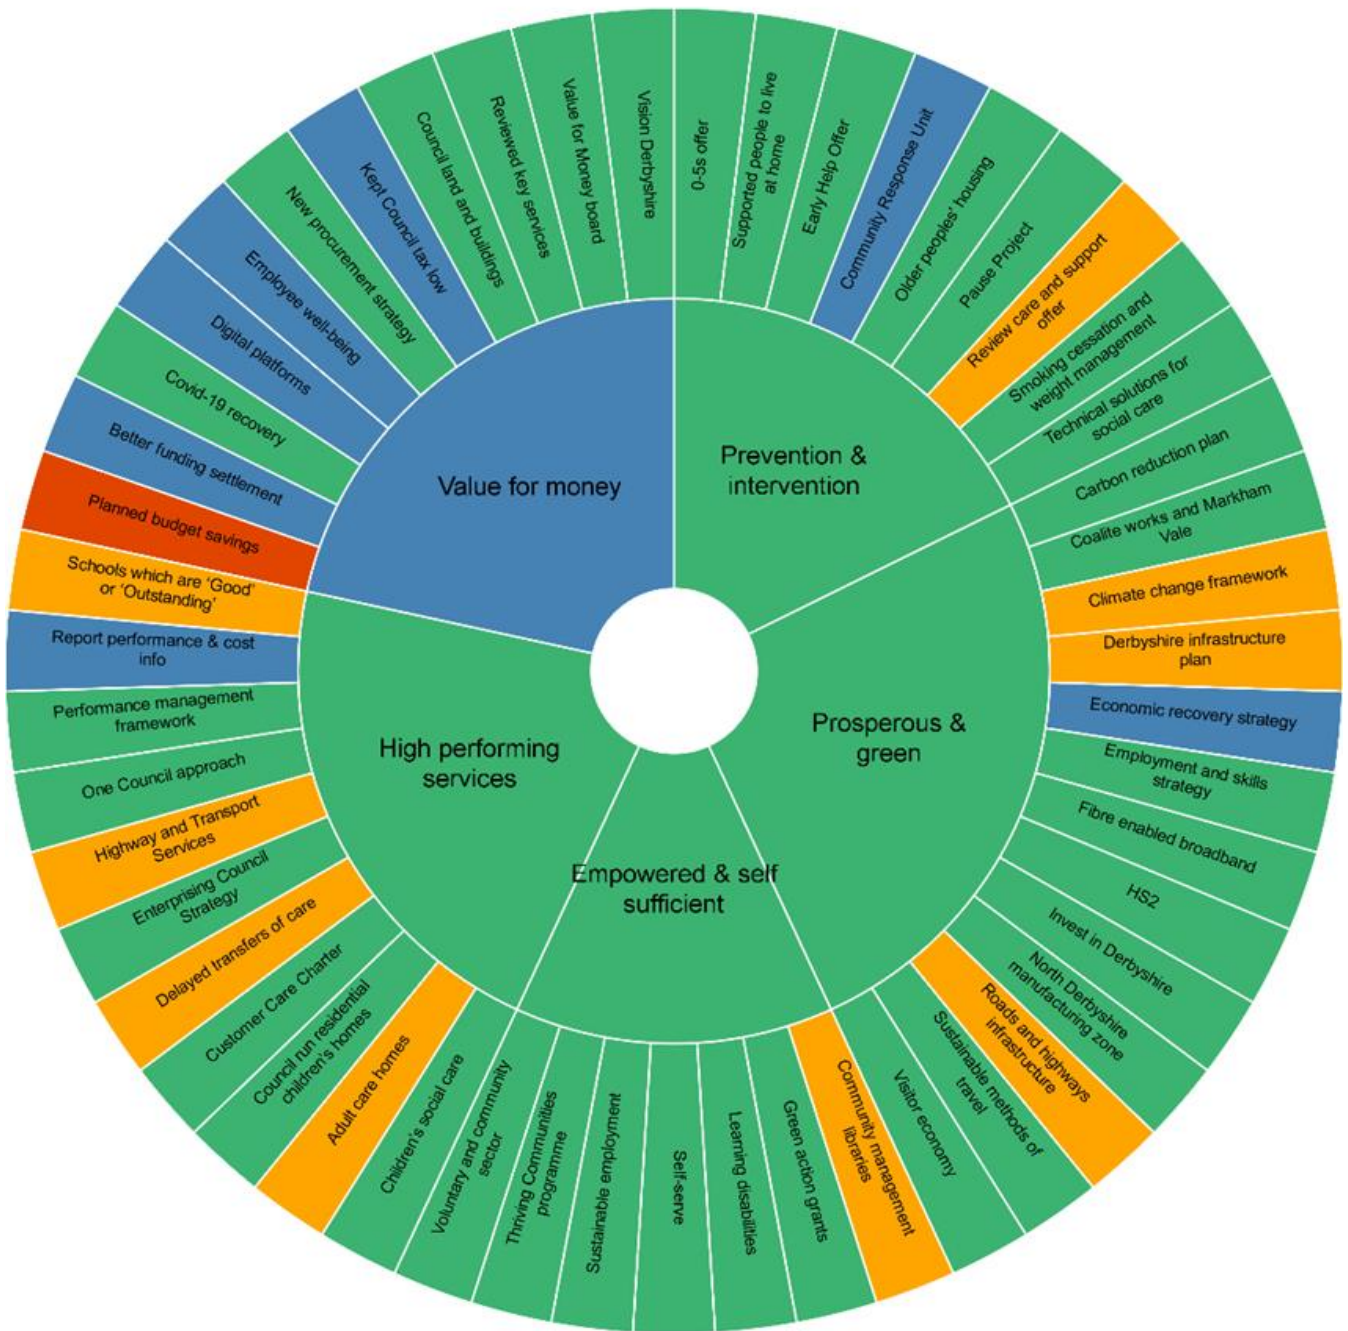 Vision Derbyshire
Value for Money
board
Reviewed key
services
Council land and buildings
Kept Council tax low
New procurement strategy
Employee well-being
Digital platforms
Covid-19 recovery
Better funding settlement
Planned budget savings
Value for money
0-5s offer
Supported people to live
at home
Early Help Offer
Community Response Unit
Older peoples' housing
Pause Project
Review care and support
offer
Smoking cessation and
weight management
Technical solutions for
social care
Prevention &
intervention
Carbon reduction plan
Coalite works and Markham
Vale
Climate change framework
Derbyshire infrastructure
plan
Economic recovery strategy
Employment and skills
strategy
Fibre enabled broadband
HS2
Invest in Derbyshire
North Derbyshire
manufacturing zone
Roads and highways
infrastructure
Sustainable methods of
travel
Visitor economy
Prosperous &
green
Community management
libraries
Green action grants
Learning disabilities
Self-serve
Sustainable employment
Thriving Communities
programme
Voluntary and community
sector
Empowered & self
sufficient
Children's social care
Adult care homes
Council run residential
children's homes
Customer Care Charter
Delayed transfers of care
Enterprising Council
Strategy
Highway and Transport
Services
One Council approach
Performance management
framework
Report performance & cost
info
Schools which are 'Good'
or 'Outstanding'
High performing
services